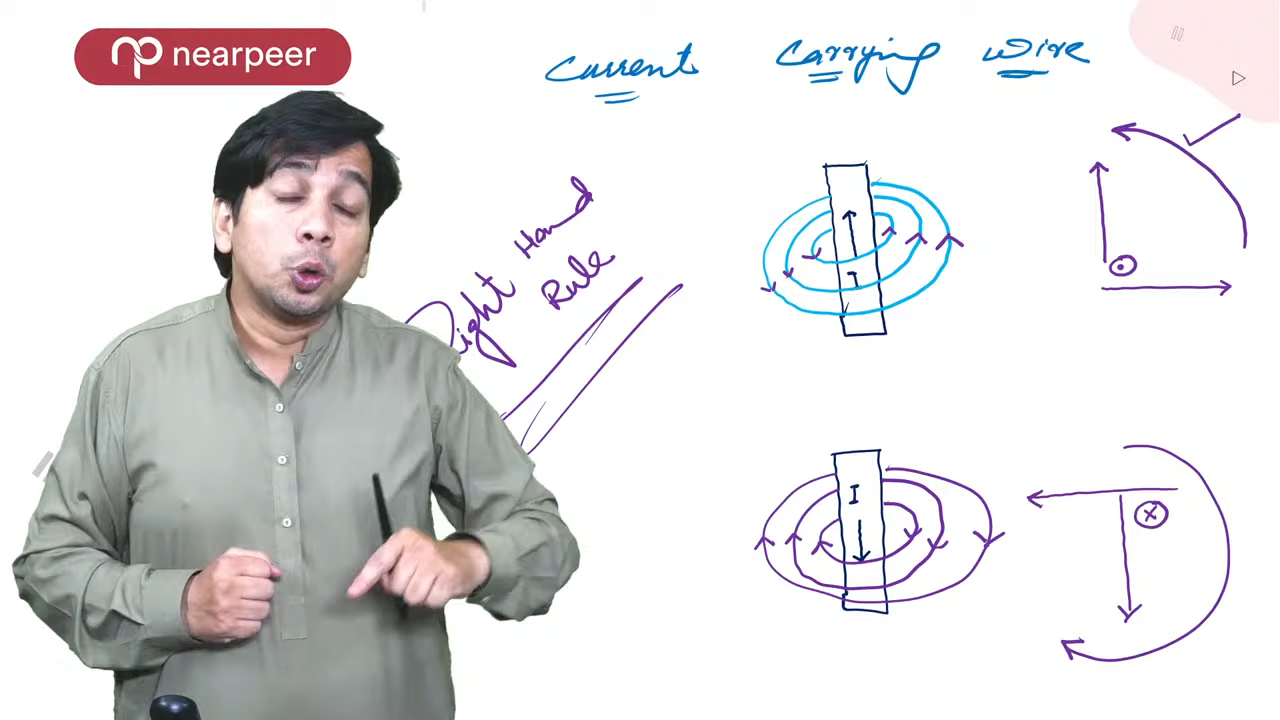 nearpeer
Current Carrying Wire
Right Hand
Rule
I
I